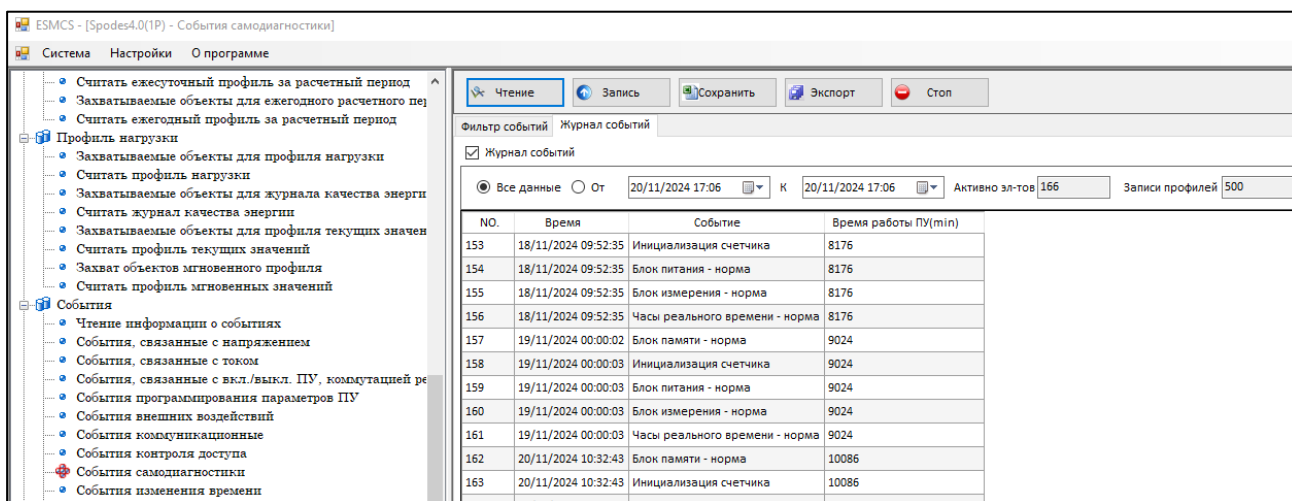 ESMCS - [Spodes4.0(1P) - События самодиагностики]
Система Настройки О программе
Считать ежесуточный профиль за расчетный период
Захватываемые объекты для ежегодного расчетного пер
Считать ежегодный профиль за расчетный период
Профиль нагрузки
Захватываемые объекты для профиля нагрузки
Считать профиль нагрузки
Захватываемые объекты для журнала качества энерги
Считать журнал качества энергии
Захватываемые объекты для профиля текущих значен
Считать профиль текущих значений
Захват объектов мгновенного профиля
Считать профиль мгновенных значений
События
Чтение информации о событиях
События, связанные с напряжением
События, связанные с током
События, связанные с вкл./выкл. ПУ, коммутацией ре
События программирования параметров ПУ
События внешних воздействий
События коммуникационные
События контроля доступа
События самодиагностики
События изменения времени
Чтение Запись Сохранить Экспорт Стоп
Фильтр событий Журнал событий
Журнал событий
Все данные От 20/11/2024 17:06 К 20/11/2024 17:06 Активно эл-тов 166 Записи профилей 500
NO. Время Событие Время работы ПУ(min)
153 18/11/2024 09:52:35 Инициализация счетчика 8176
154 18/11/2024 09:52:35 Блок питания - норма 8176
155 18/11/2024 09:52:35 Блок измерения - норма 8176
156 18/11/2024 09:52:35 Часы реального времени - норма 8176
157 19/11/2024 00:00:02 Блок памяти - норма 9024
158 19/11/2024 00:00:03 Инициализация счетчика 9024
159 19/11/2024 00:00:03 Блок питания - норма 9024
160 19/11/2024 00:00:03 Блок измерения - норма 9024
161 19/11/2024 00:00:03 Часы реального времени - норма 9024
162 20/11/2024 10:32:43 Блок памяти - норма 10086
163 20/11/2024 10:32:43 Инициализация счетчика 10086